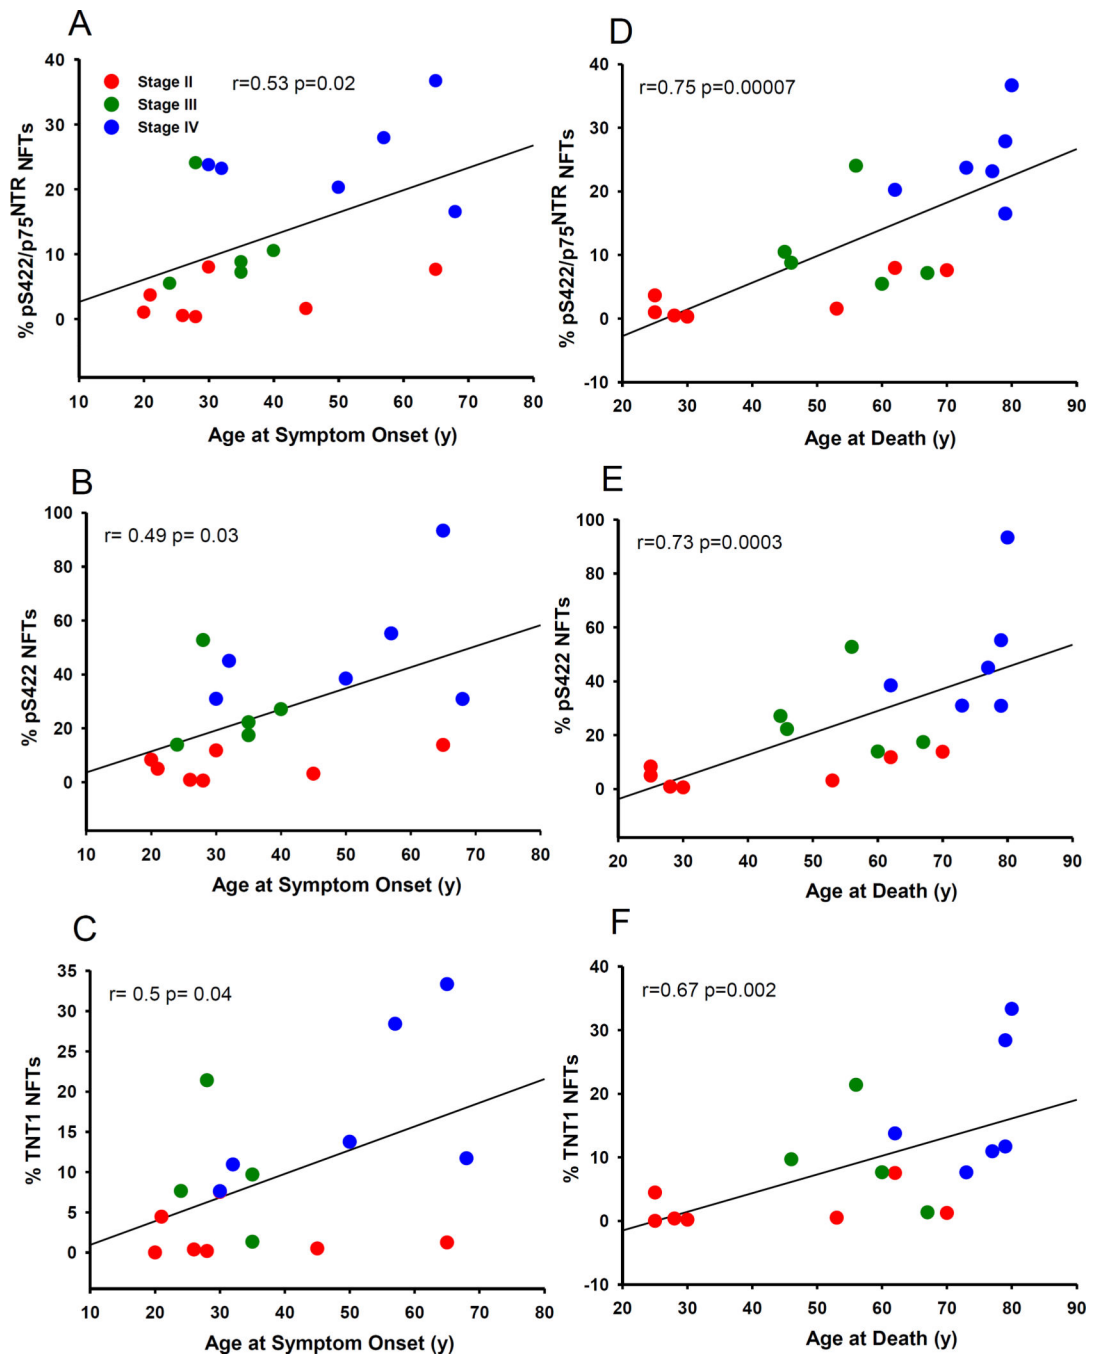 A
40
30
20
10
0
Stage II
Stage III
Stage IV
r=0.53 p=0.02
% pS422/p75NTR NFTs
10 20 30 40 50 60 70 80
Age at Symptom Onset (y)
D
40
30
20
10
0
-10
r=0.75 p=0.00007
% pS422/p75NTR NFTs
20 30 40 50 60 70 80 90
Age at Death (y)
B
100
80
60
40
20
0
r= 0.49 p= 0.03
% pS422 NFTs
10 20 30 40 50 60 70 80
Age at Symptom Onset (y)
E
100
80
60
40
20
0
r=0.73 p=0.0003
% pS422 NFTs
20 30 40 50 60 70 80 90
Age at Death (y)
C
35
30
25
20
15
10
5
0
r= 0.5 p= 0.04
% TNT1 NFTs
10 20 30 40 50 60 70 80
Age at Symptom Onset (y)
F
40
30
20
10
0
-10
r=0.67 p=0.002
% TNT1 NFTs
20 30 40 50 60 70 80 90
Age at Death (y)